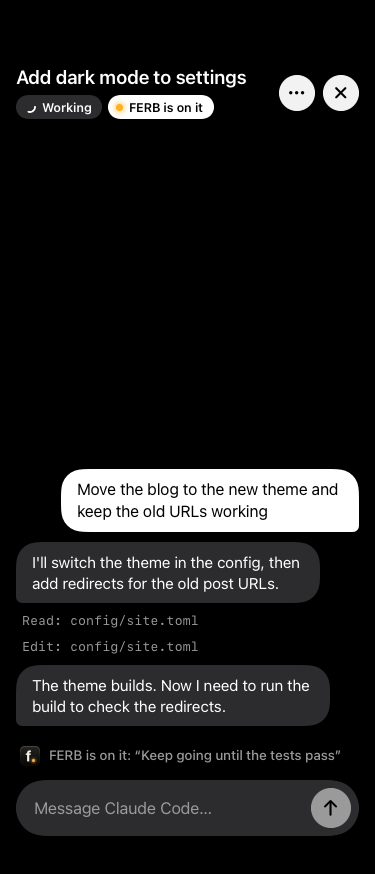 Add dark mode to settings
Working
FERB is on it
Move the blog to the new theme and
keep the old URLs working
I'll switch the theme in the config, then
add redirects for the old post URLs.
Read: config/site.toml
Edit: config/site.toml
The theme builds. Now I need to run the
build to check the redirects.
f.
FERB is on it: “Keep going until the tests pass”
Message Claude Code...